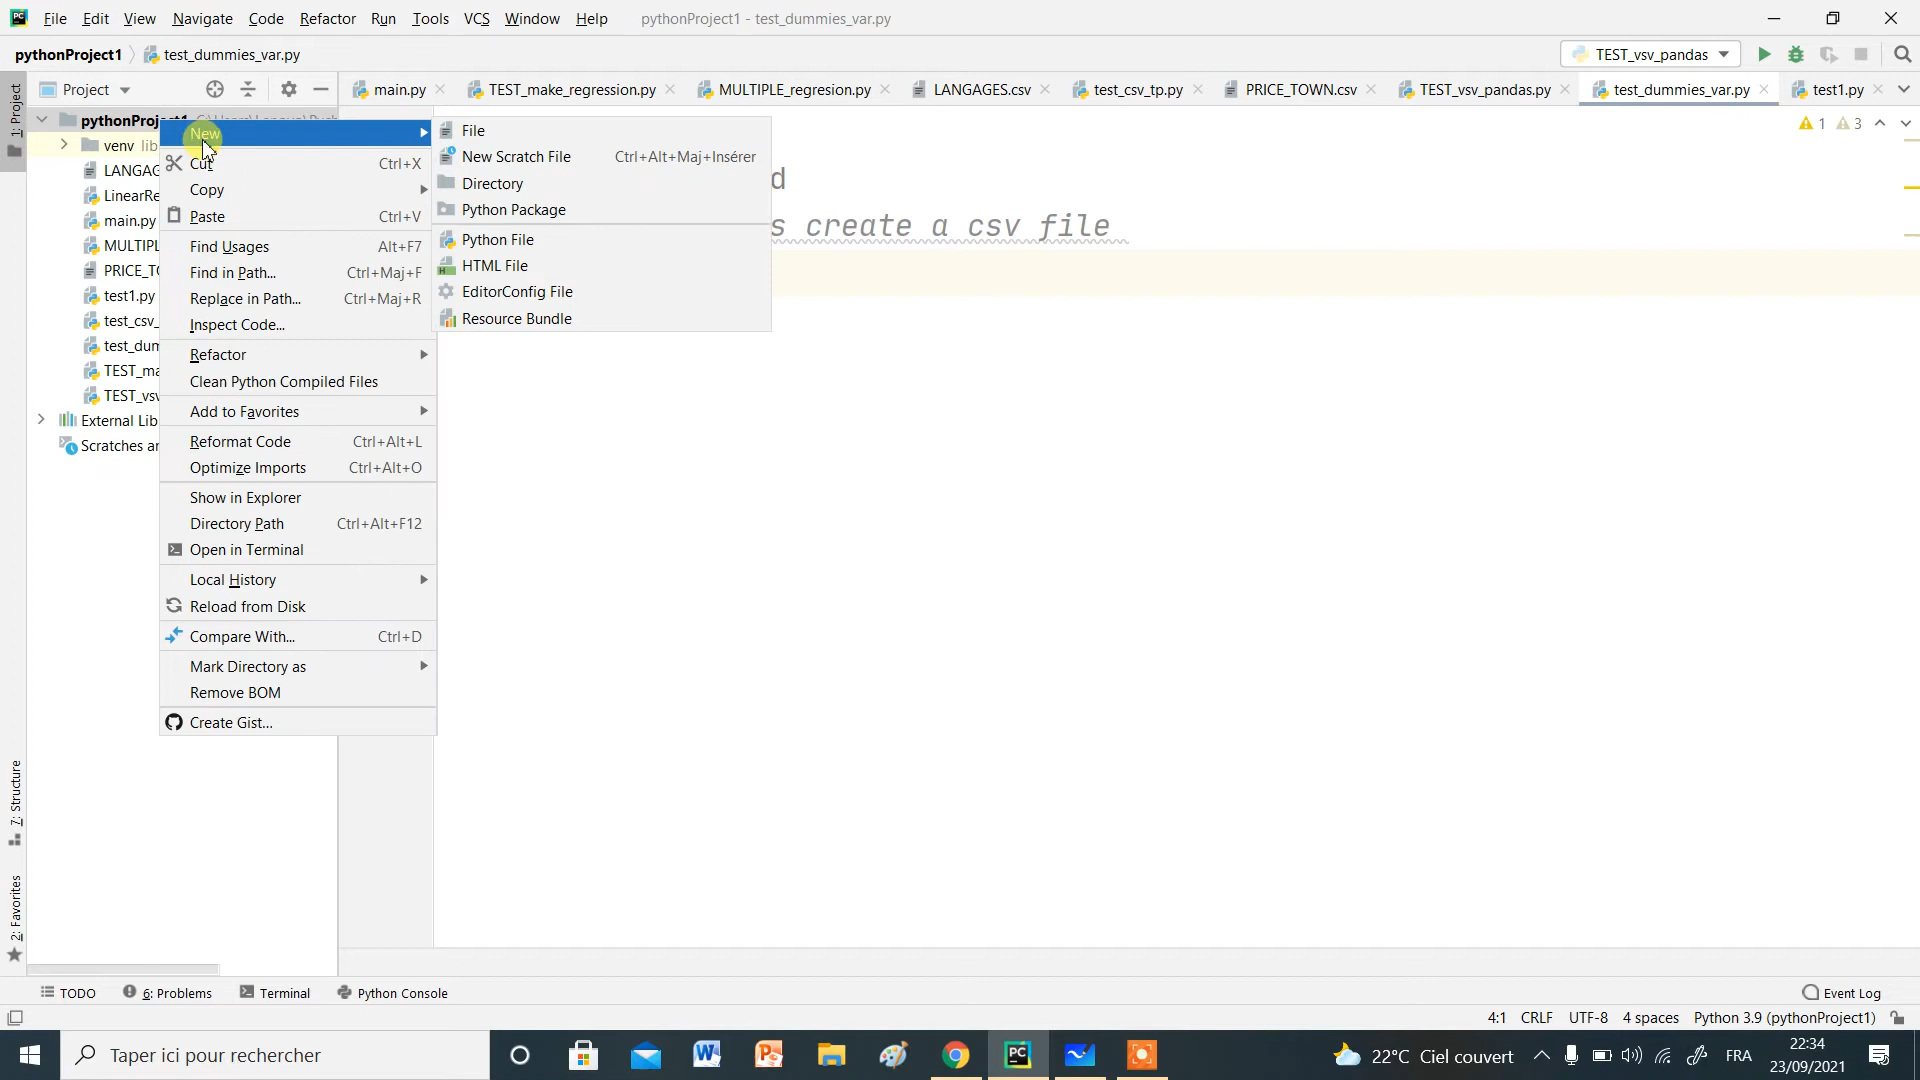 File Edit View Navigate Code Refactor Run Tools VCS Window Help pythonProject1 - test_dummies_var.py
pythonProject1 test_dummies_var.py TEST_vsv_pandas
Project main.py TEST_make_regression.py MULTIPLE_regresion.py LANGAGES.csv test_csv_tp.py PRICE_TOWN.csv TEST_vsv_pandas.py test_dummies_var.py test1.py
1: Project
pythonProject1
venv lib
LANGAG
LinearRe
main.py
MULTIPL
PRICE_TO
test1.py
test_csv_
test_dum
TEST_ma
TEST_vsv
External Lib
Scratches an
New
Cut Ctrl+X
Copy
Paste Ctrl+V
Find Usages Alt+F7
Find in Path... Ctrl+Maj+F
Replace in Path... Ctrl+Maj+R
Inspect Code...
Refactor
Clean Python Compiled Files
Add to Favorites
Reformat Code Ctrl+Alt+L
Optimize Imports Ctrl+Alt+O
Show in Explorer
Directory Path Ctrl+Alt+F12
Open in Terminal
Local History
Reload from Disk
Compare With... Ctrl+D
Mark Directory as
Remove BOM
Create Gist...
File
New Scratch File Ctrl+Alt+Maj+Insérer
Directory
Python Package
Python File
HTML File
EditorConfig File
Resource Bundle
d
s create a csv file
1 3
7: Structure
2: Favorites
TODO 6: Problems Terminal Python Console Event Log
4:1 CRLF UTF-8 4 spaces Python 3.9 (pythonProject1)
Taper ici pour rechercher
22°C Ciel couvert FRA
22:34
23/09/2021